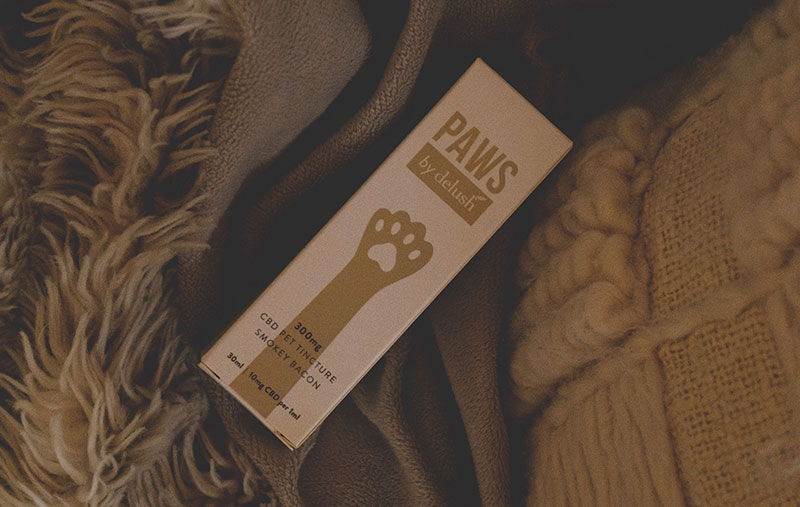 PAWS
by delush
300mg
CBD PET TINCTURE
SMOKEY BACON
30ml 10mg CBD per 1ml